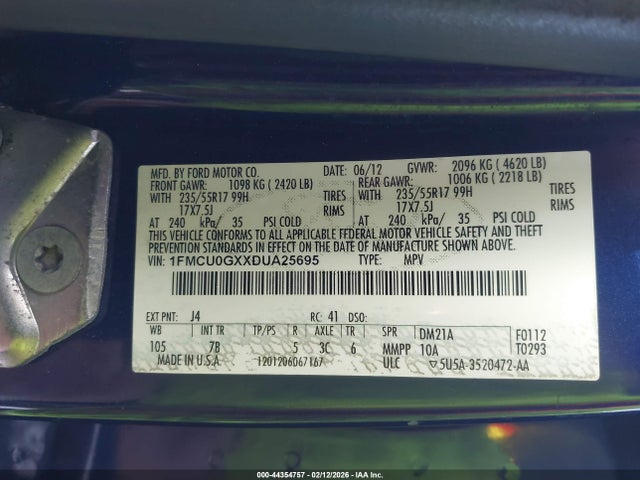 MFD. BY FORD MOTOR CO. DATE: 06/12 GVWR: 2096 KG ( 4620 LB)
FRONT GAWR: 1098 KG ( 2420 LB) REAR GAWR: 1006 KG ( 2218 LB)
WITH 235/55R17 99H TIRES WITH 235/55R17 99H TIRES
17X7.5J RIMS 17X7.5J RIMS
AT 240 kPa/ 35 PSI COLD AT 240 kPa/ 35 PSI COLD
THIS VEHICLE CONFORMS TO ALL APPLICABLE FFDERAL MOTOR VEHICLE SAFETY AND THEFT
PREVENTION STANDARDS IN EFFECT ON THE DATE OF MANUFACTURE SHOWN ABOVE.
VIN: 1FMCU0GXXDUA25695 TYPE: MPV
EXT PNT: J4 RC: 41 DSO:
WB INT TR TP/PS R AXLE TR SPR DM21A F0112
105 7B 5 3C 6 MMPP 10A T0293
MADE IN U.S.A. 1201206067167 ULC ▽5U5A-3520472-AA
000-44354757 - 02/12/2026 - IAA Inc.